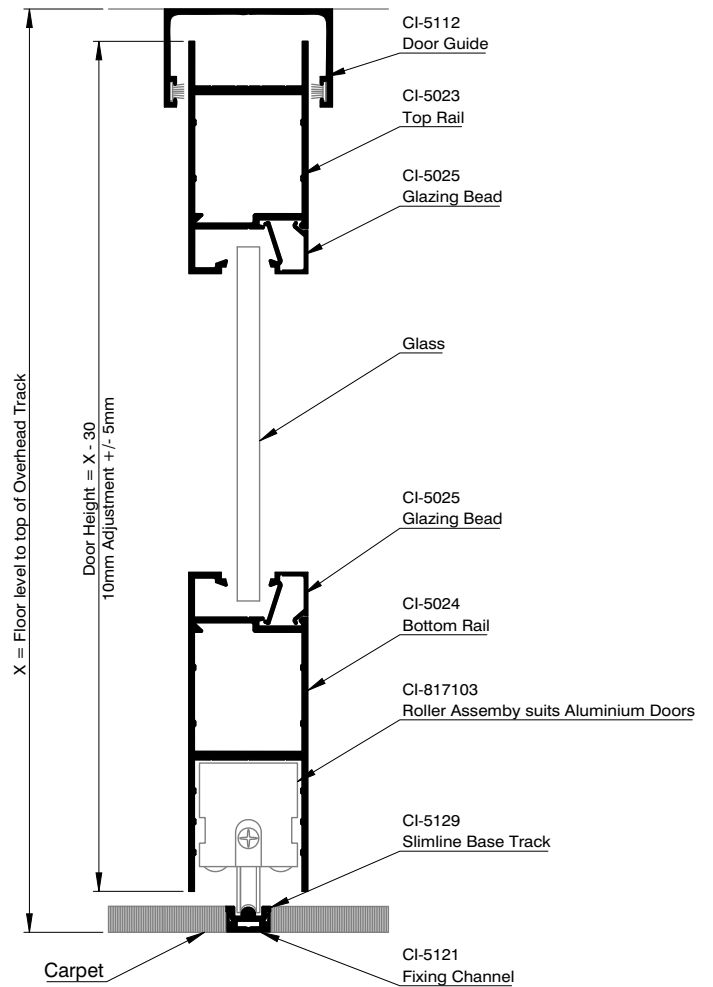 CI-5112
Door Guide
CI-5023
Top Rail
CI-5025
Glazing Bead
Glass
X = Floor level to top of Overhead Track
Door Height = X - 30
10mm Adjustment +/- 5mm
CI-5025
Glazing Bead
CI-5024
Bottom Rail
CI-817103
Roller Assemby suits Aluminium Doors
CI-5129
Slimline Base Track
Carpet
CI-5121
Fixing Channel